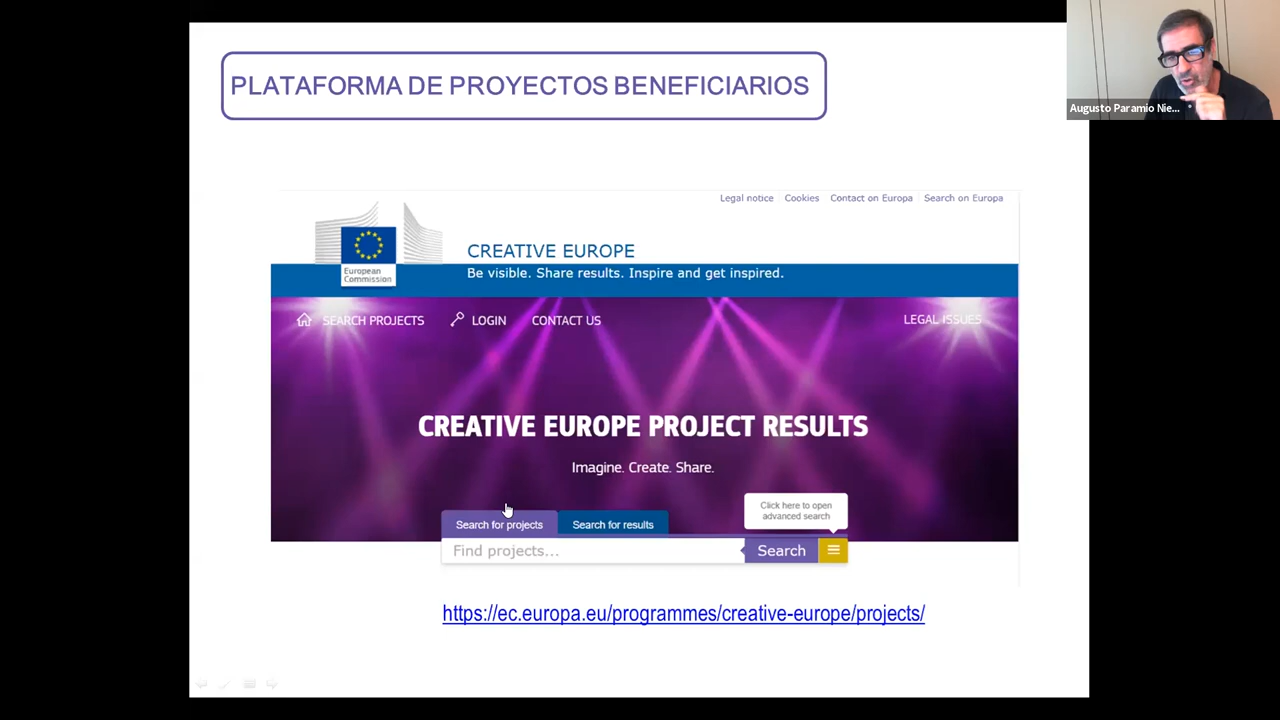 PLATAFORMA DE PROYECTOS BENEFICIARIOS
Augusto Paramio Nie...
Legal notice Cookies Contact on Europa Search on Europa
European
Commission
CREATIVE EUROPE
Be visible. Share results. Inspire and get inspired.
SEARCH PROJECTS LOGIN CONTACT US LEGAL ISSUES
CREATIVE EUROPE PROJECT RESULTS
Imagine. Create. Share.
Click here to open
advanced search
Search for projects Search for results
Find projects... Search
https://ec.europa.eu/programmes/creative-europe/projects/